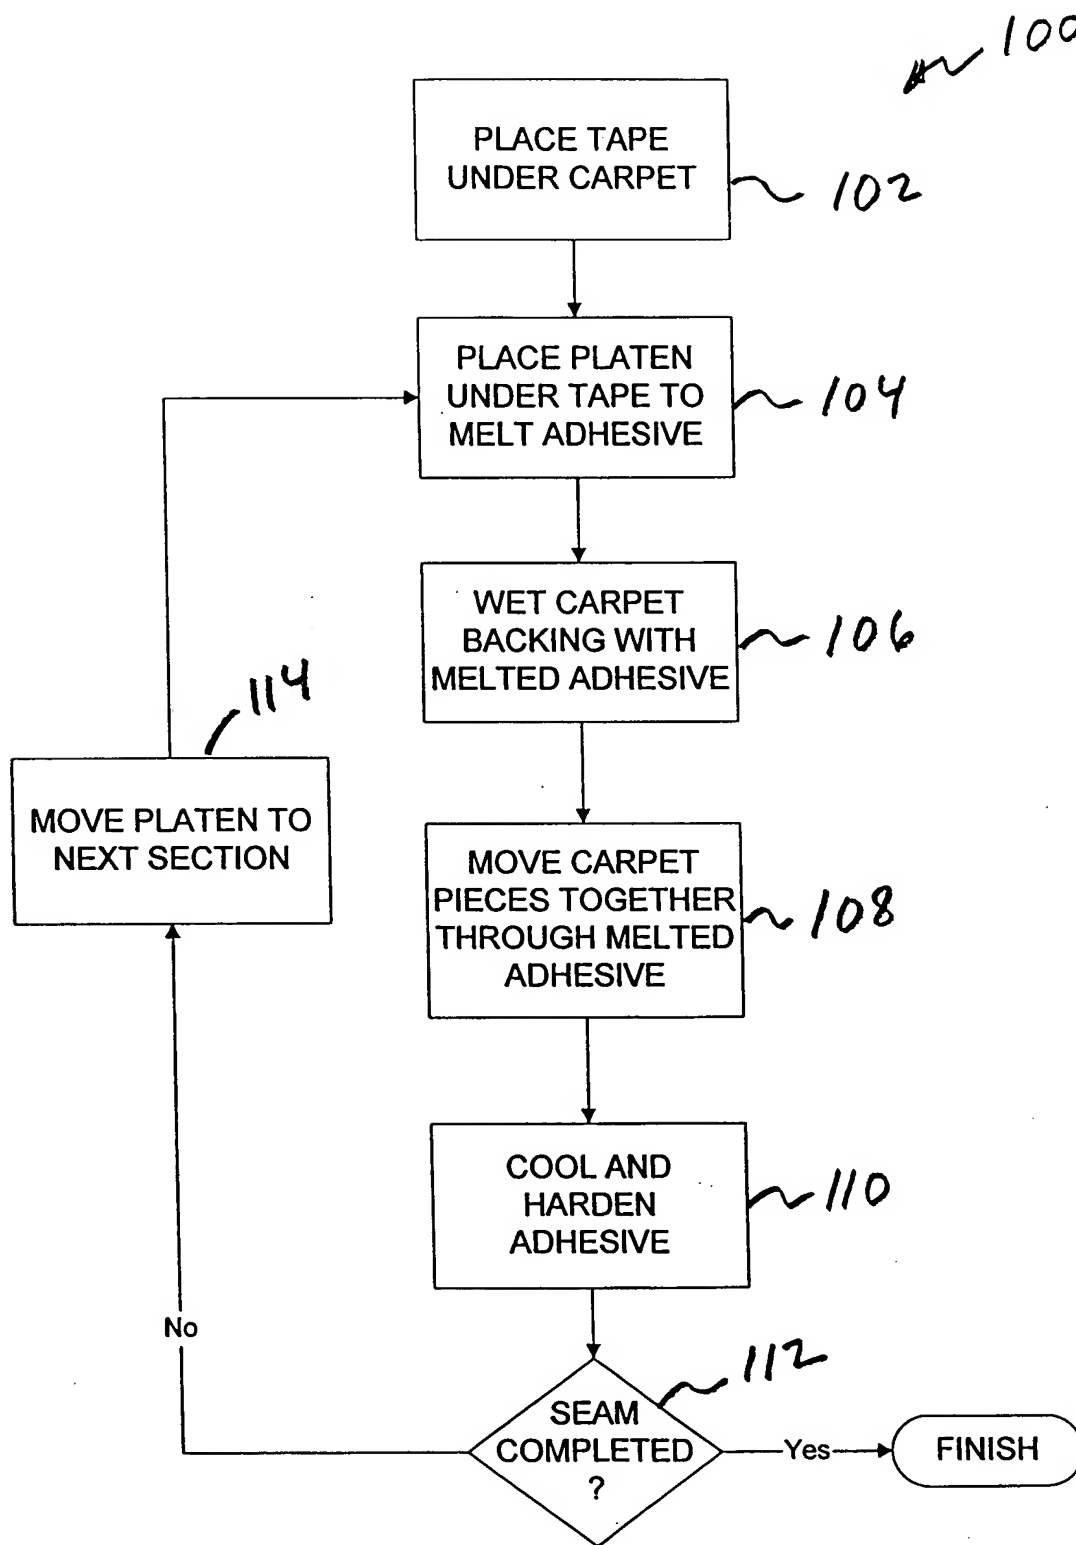 100
PLACE TAPE
UNDER CARPET
102
PLACE PLATEN
UNDER TAPE TO
MELT ADHESIVE
104
WET CARPET
BACKING WITH
MELTED ADHESIVE
106
114
MOVE PLATEN TO
NEXT SECTION
MOVE CARPET
PIECES TOGETHER
THROUGH MELTED
ADHESIVE
108
COOL AND
HARDEN
ADHESIVE
110
No
112
SEAM
COMPLETED
?
Yes
FINISH